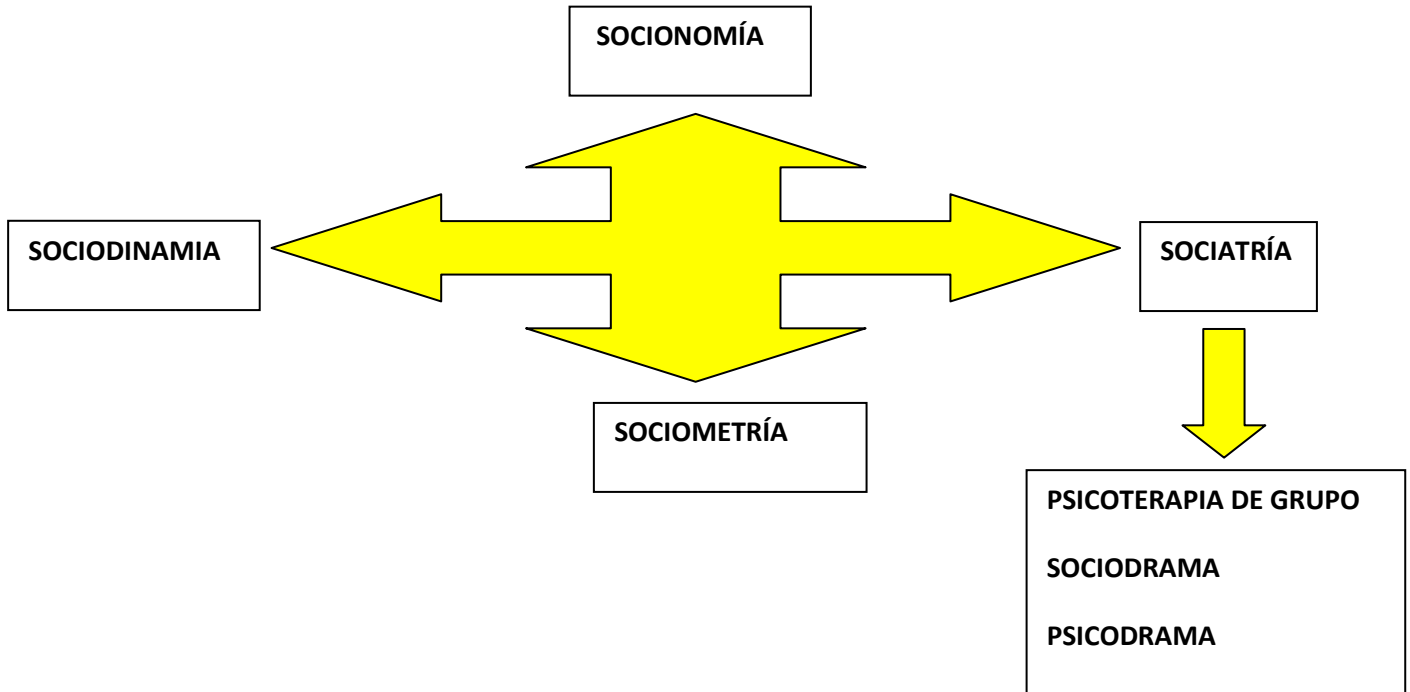 SOCIONOMÍA
SOCIODINAMIA
SOCIATRÍA
SOCIOMETRÍA
PSICOTERAPIA DE GRUPO
SOCIODRAMA
PSICODRAMA